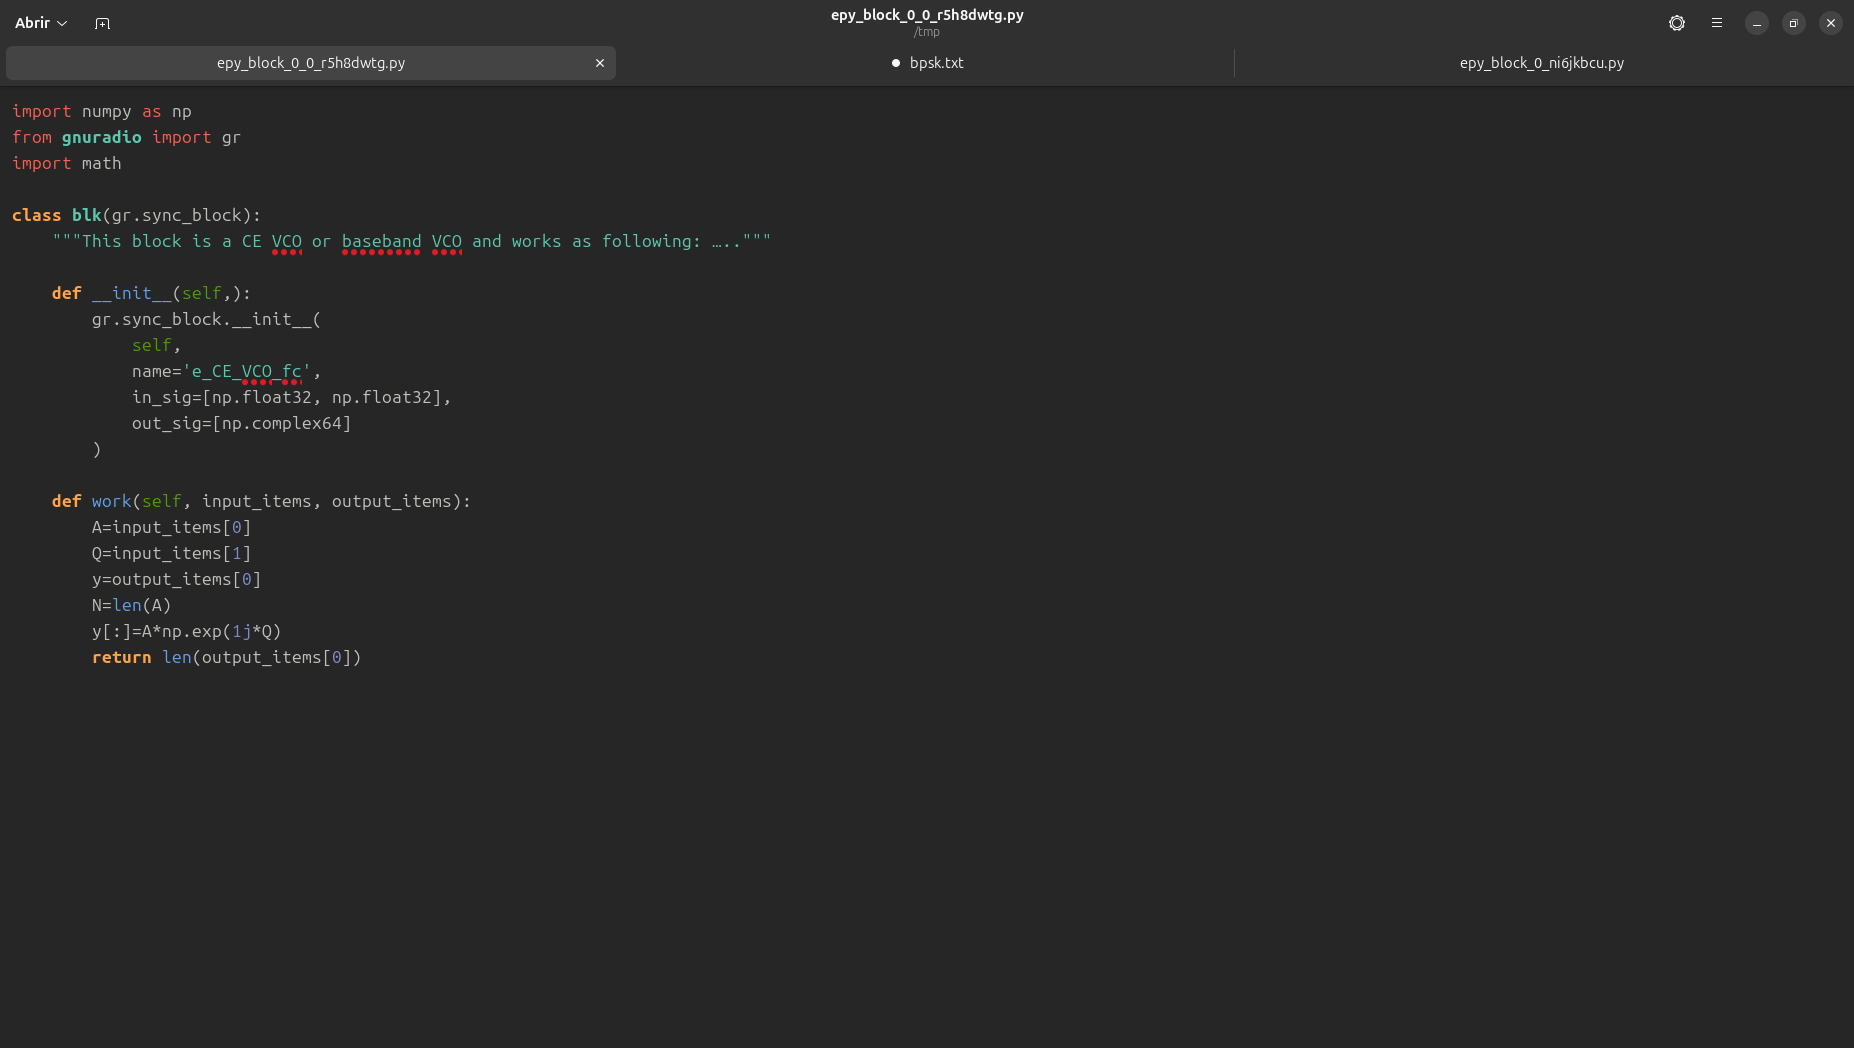 Abrir
epy_block_0_0_r5h8dwtg.py
/tmp
epy_block_0_0_r5h8dwtg.py
bpsk.txt
epy_block_0_ni6jkbcu.py
import numpy as np
from gnuradio import gr
import math
class blk(gr.sync_block):
    """This block is a CE VCO or baseband VCO and works as following: ….."""
    def __init__(self,):
        gr.sync_block.__init__(
            self,
            name='e_CE_VCO_fc',
            in_sig=[np.float32, np.float32],
            out_sig=[np.complex64]
        )
    def work(self, input_items, output_items):
        A=input_items[0]
        Q=input_items[1]
        y=output_items[0]
        N=len(A)
        y[:]=A*np.exp(1j*Q)
        return len(output_items[0])